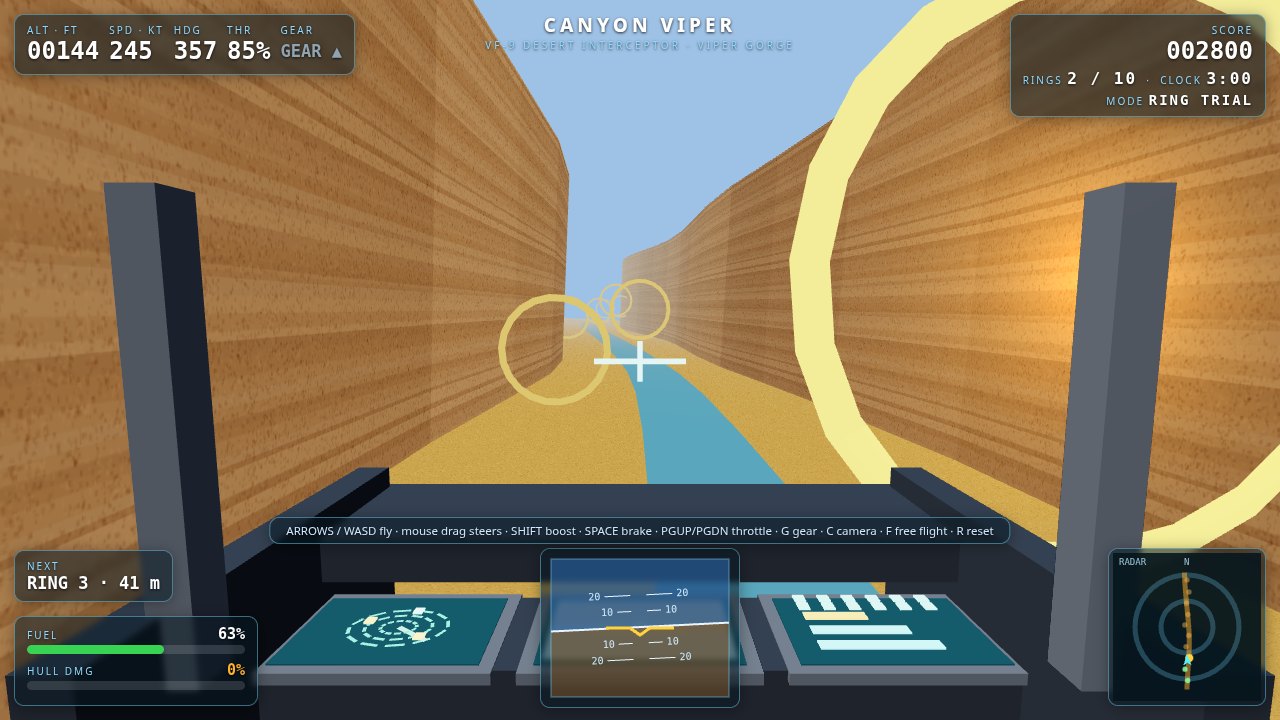 ALT · FT SPD · KT HDG THR GEAR
00144 245 357 85% GEAR ▲
CANYON VIPER
VF-9 DESERT INTERCEPTOR · VIPER GORGE
SCORE
002800
RINGS 2 / 10 · CLOCK 3:00
MODE RING TRIAL
ARROWS / WASD fly · mouse drag steers · SHIFT boost · SPACE brake · PGUP/PGDN throttle · G gear · C camera · F free flight · R reset
NEXT
RING 3 · 41 m
FUEL 63%
HULL DMG 0%
20 20
10 10
10 10
20 20
RADAR N